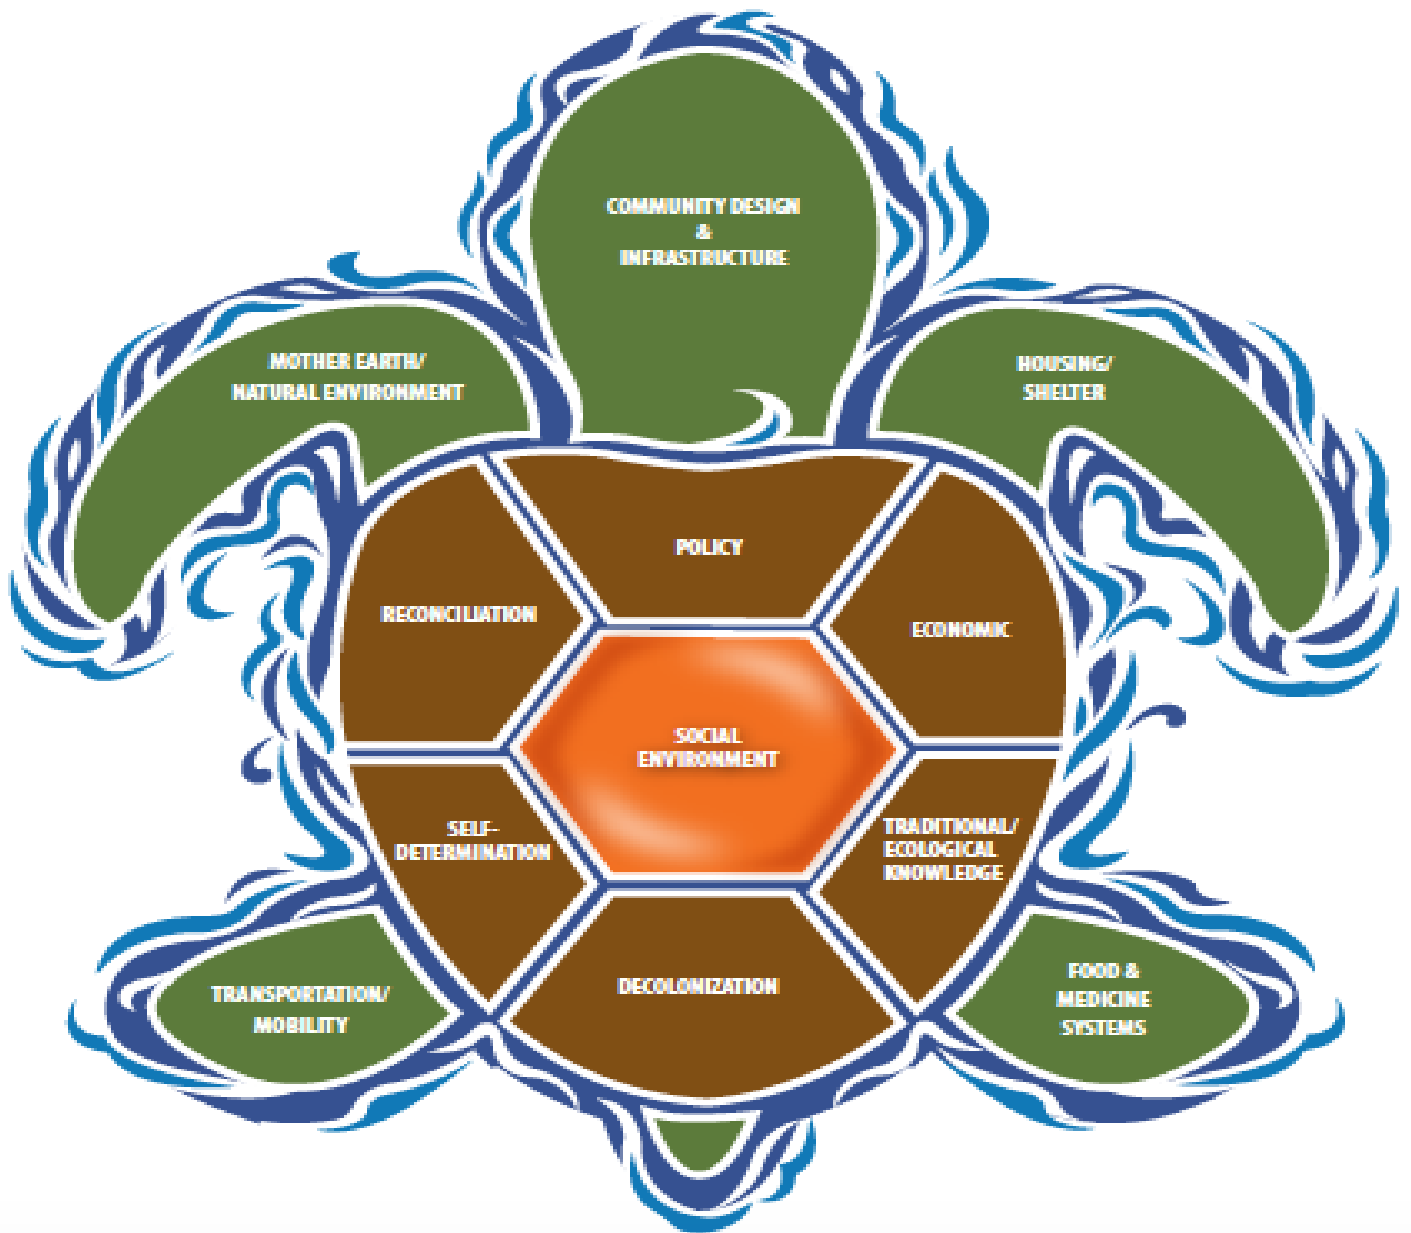 COMMUNITY DESIGN
&
INFRASTRUCTURE
MOTHER EARTH/
NATURAL ENVIRONMENT
HOUSING/
SHELTER
POLICY
RECONCILIATION
ECONOMIC
SOCIAL
ENVIRONMENT
SELF-
DETERMINATION
TRADITIONAL/
ECOLOGICAL
KNOWLEDGE
DECOLONIZATION
TRANSPORTATION/
MOBILITY
FOOD &
MEDICINE
SYSTEMS